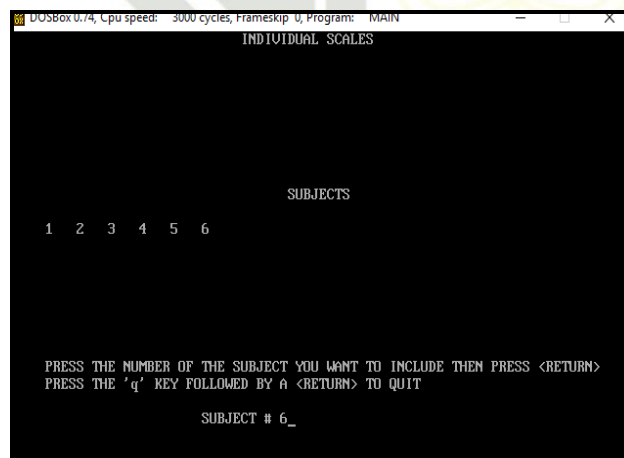 DOSBox 0.74, Cpu speed: 3000 cycles, Frameskip 0, Program: MAIN
INDIVIDUAL SCALES
SUBJECTS
1 2 3 4 5 6
PRESS THE NUMBER OF THE SUBJECT YOU WANT TO INCLUDE THEN PRESS <RETURN>
PRESS THE 'q' KEY FOLLOWED BY A <RETURN> TO QUIT
SUBJECT # 6_